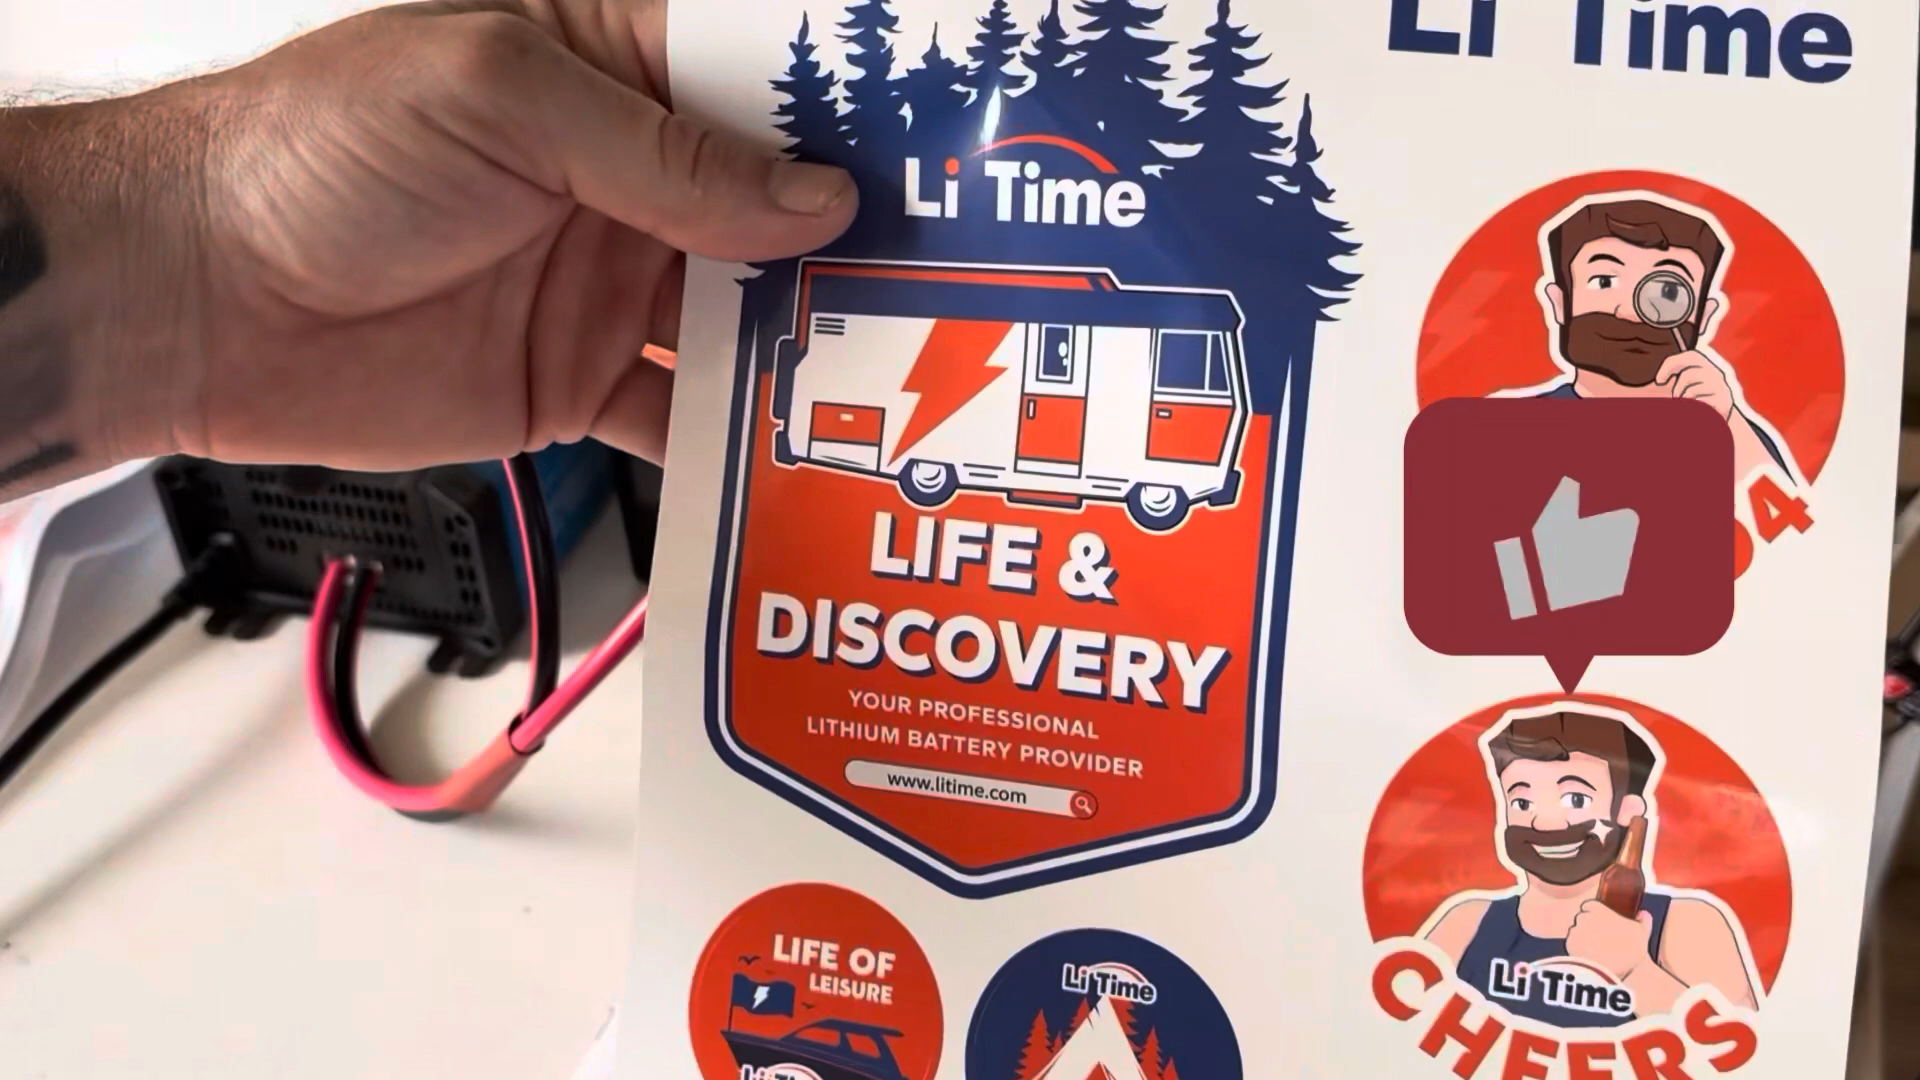 Li Time
Li Time
LIFE &
DISCOVERY
YOUR PROFESSIONAL
LITHIUM BATTERY PROVIDER
www.litime.com
LIFE OF
LEISURE
Li Time
Li Time
CHEERS